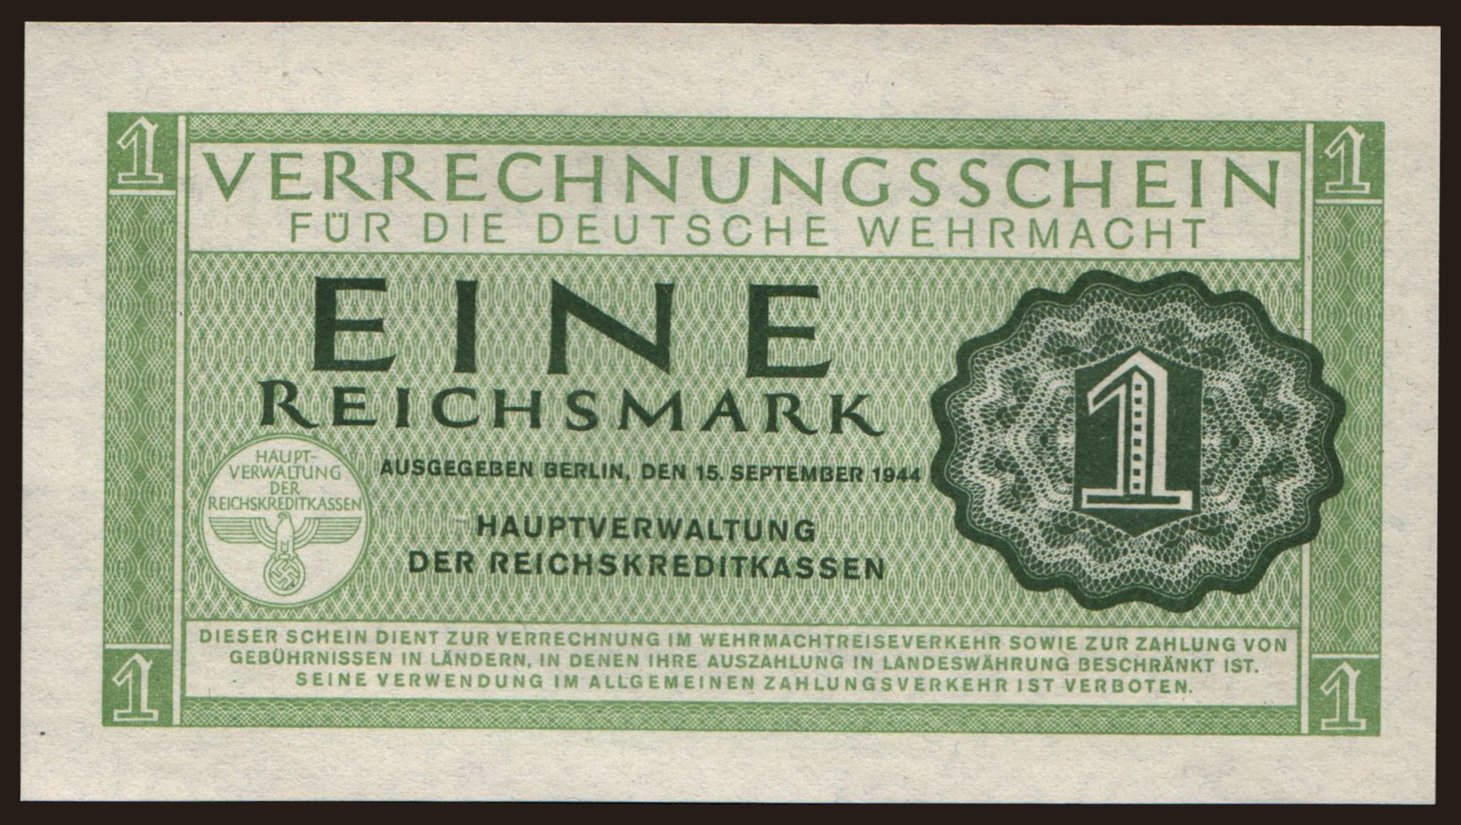 1
1
VERRECHNUNGSSCHEIN
FÜR DIE DEUTSCHE WEHRMACHT
EINE
REICHSMARK
1
HAUPT-
VERWALTUNG
DER
REICHSKREDITKASSEN
AUSGEGEBEN BERLIN, DEN 15. SEPTEMBER 1944
HAUPTVERWALTUNG
DER REICHSKREDITKASSEN
DIESER SCHEIN DIENT ZUR VERRECHNUNG IM WEHRMACHTREISEVERKEHR SOWIE ZUR ZAHLUNG VON
GEBÜHRNISSEN IN LÄNDERN, IN DENEN IHRE AUSZAHLUNG IN LANDESWÄHRUNG BESCHRÄNKT IST.
SEINE VERWENDUNG IM ALLGEMEINEN ZAHLUNGSVERKEHR IST VERBOTEN.
1
1